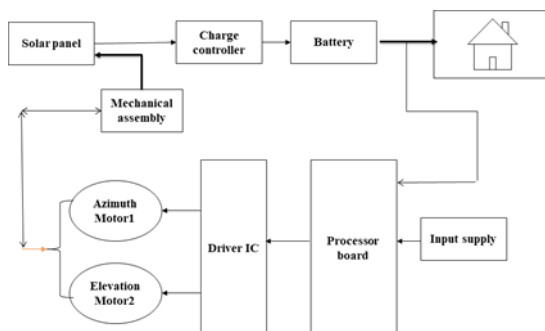 Solar panel
Charge
controller
Battery
Mechanical
assembly
Azimuth
Motor1
Driver IC
Processor
board
Input supply
Elevation
Motor2